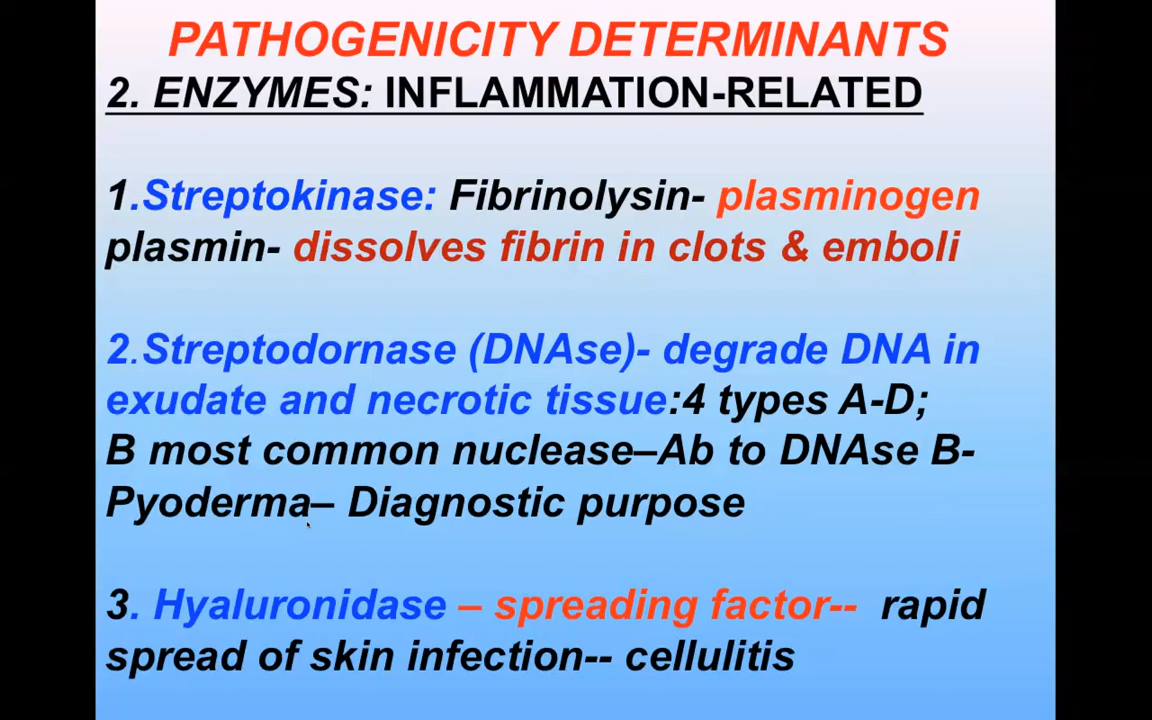 PATHOGENICITY DETERMINANTS
2. ENZYMES: INFLAMMATION-RELATED
1.Streptokinase: Fibrinolysin- plasminogen
plasmin- dissolves fibrin in clots & emboli
2.Streptodornase (DNAse)- degrade DNA in
exudate and necrotic tissue:4 types A-D;
B most common nuclease–Ab to DNAse B-
Pyoderma– Diagnostic purpose
3. Hyaluronidase – spreading factor-- rapid
spread of skin infection-- cellulitis